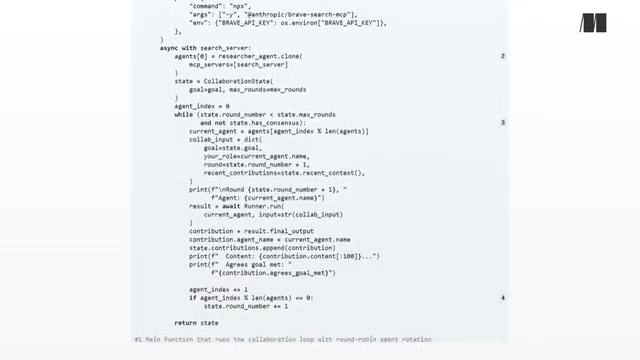 "command": "npx",
"args": ["-y", "@anthropic/brave-search-mcp"],
"env": {"BRAVE_API_KEY": os.environ["BRAVE_API_KEY"]},
},
)
async with search_server:
agents[0] = researcher_agent.clone( 2
mcp_servers=[search_server]
)
state = CollaborationState(
goal=goal, max_rounds=max_rounds
)
agent_index = 0
while (state.round_number < state.max_rounds
and not state.has_consensus): 3
current_agent = agents[agent_index % len(agents)]
collab_input = dict(
goal=state.goal,
your_role=current_agent.name,
round=state.round_number + 1,
recent_contributions=state.recent_context(),
)
print(f"\nRound {state.round_number + 1}, "
f"Agent: {current_agent.name}")
result = await Runner.run(
current_agent, input=str(collab_input)
)
contribution = result.final_output
contribution.agent_name = current_agent.name
state.contributions.append(contribution)
print(f" Content: {contribution.content[:100]}...")
print(f" Agrees goal met: "
f"{contribution.agrees_goal_met}")
agent_index += 1
if agent_index % len(agents) == 0: 4
state.round_number += 1
return state
#1 Main function that runs the collaboration loop with round-robin agent rotation